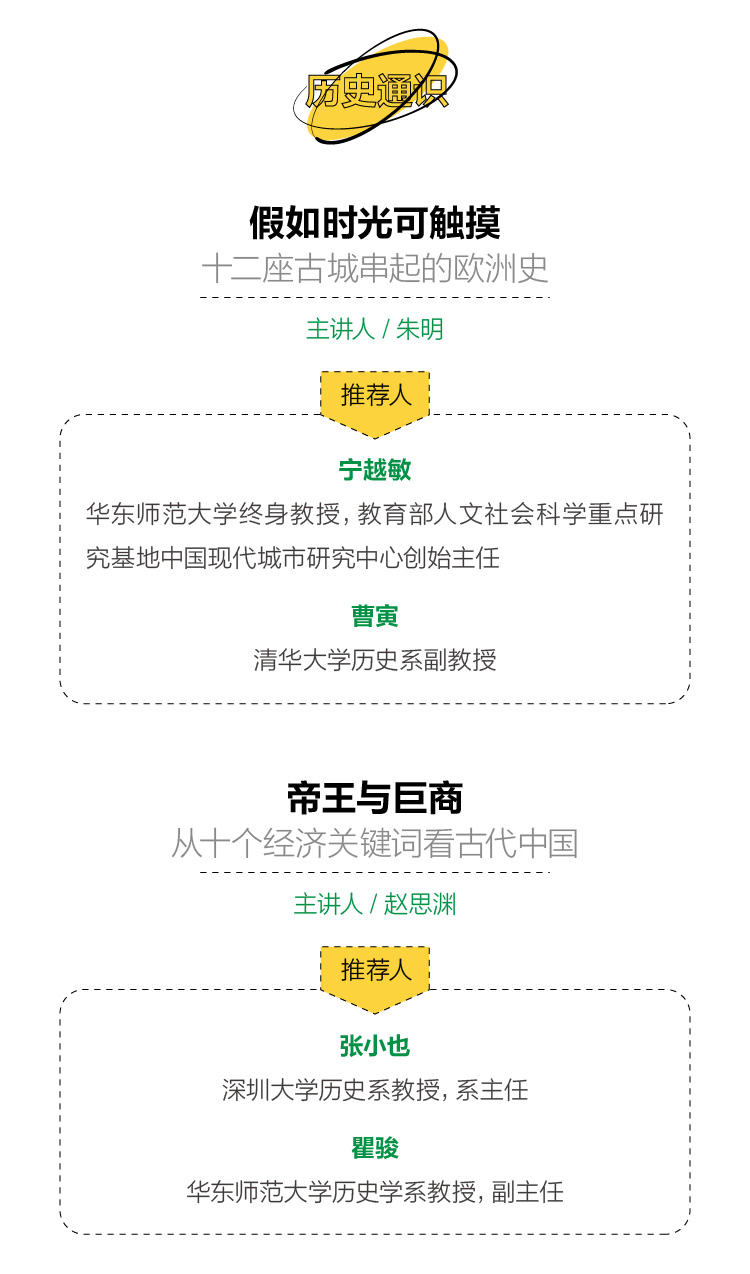 历史通识
假如时光可触摸
十二座古城串起的欧洲史
主讲人 / 朱明
推荐人
宁越敏
华东师范大学终身教授, 教育部人文社会科学重点研
究基地中国现代城市研究中心创始主任
曹寅
清华大学历史系副教授
帝王与巨商
从十个经济关键词看古代中国
主讲人 / 赵思渊
推荐人
张小也
深圳大学历史系教授, 系主任
瞿骏
华东师范大学历史学系教授, 副主任